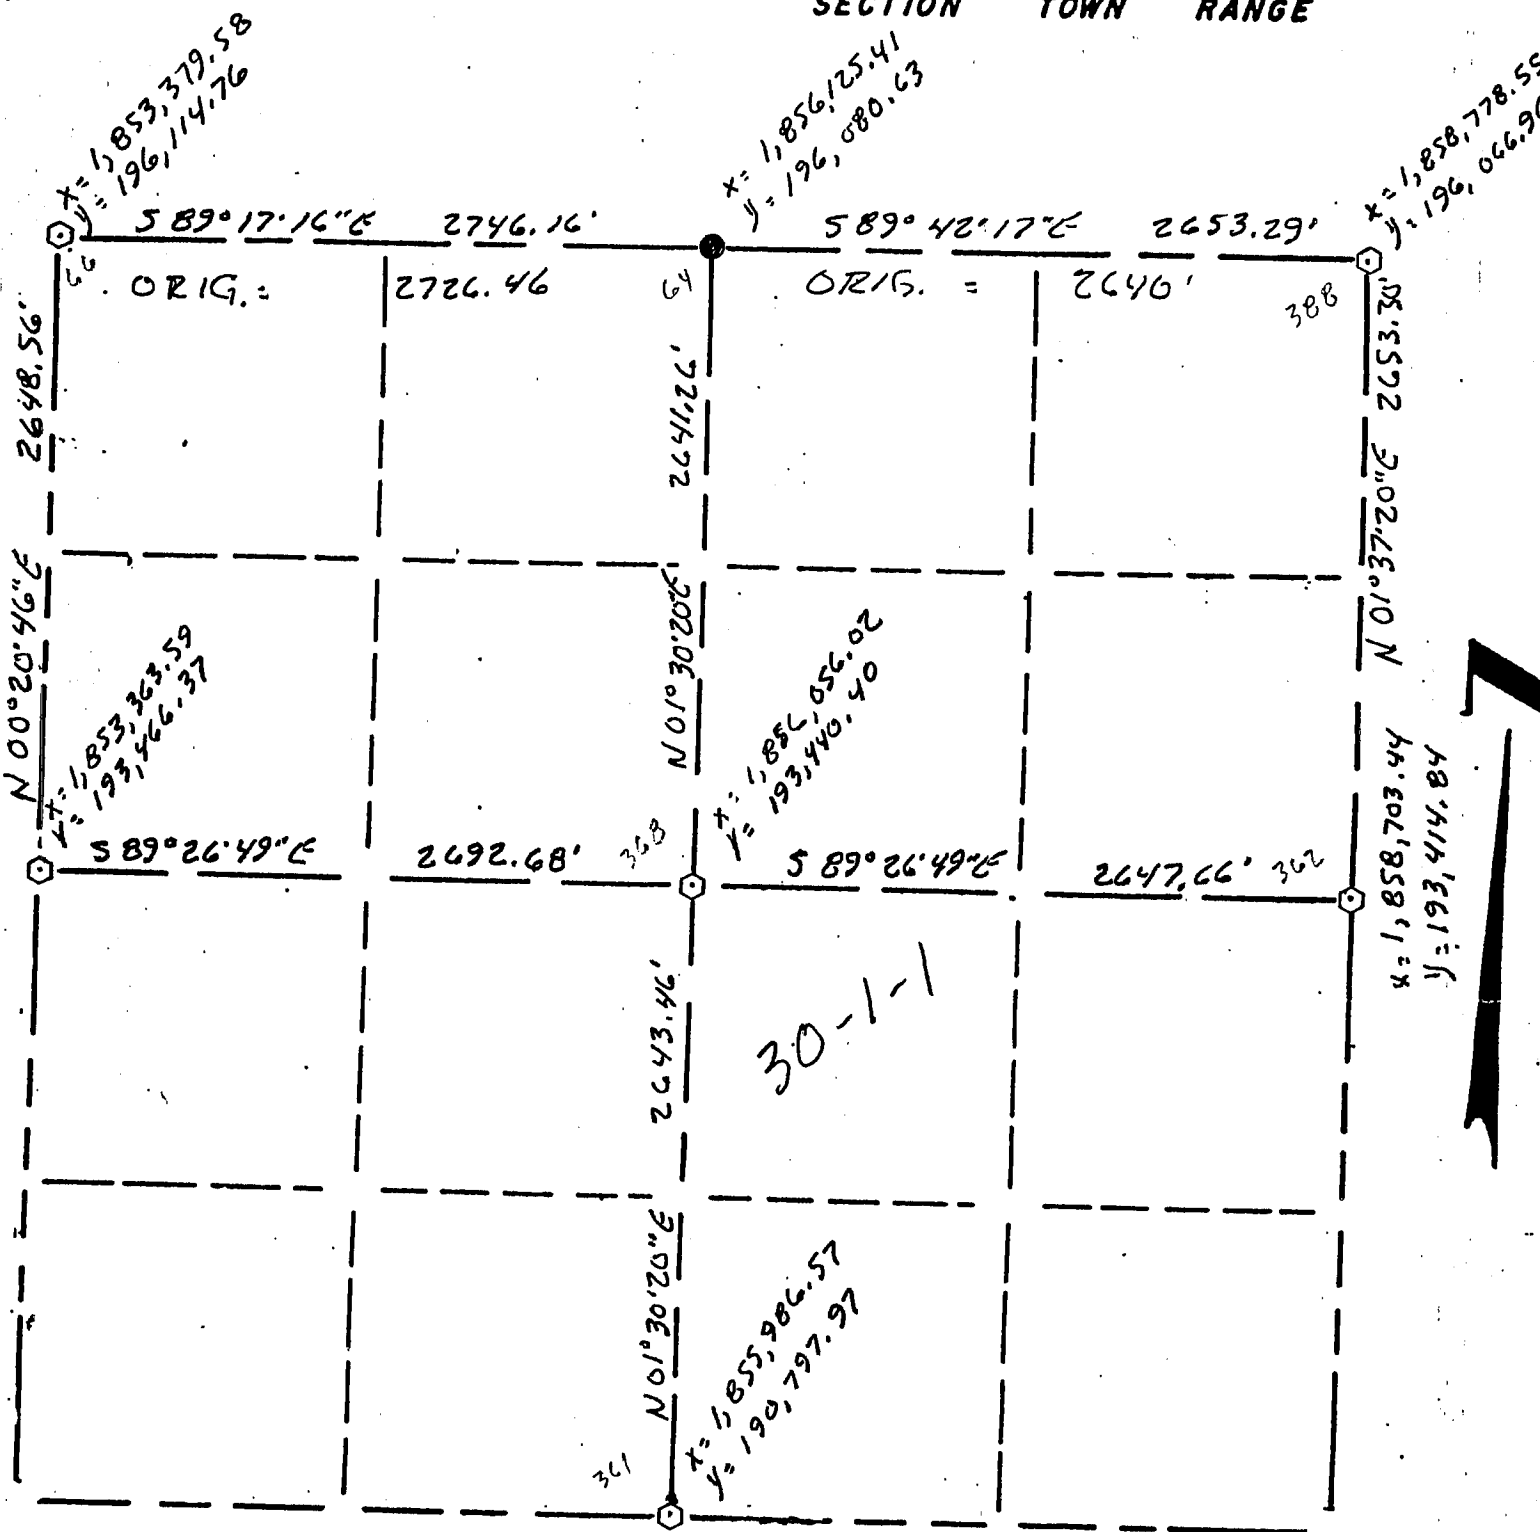 SECTION TOWN RANGE
x= 1,853,379.58
y= 196,114.76
x= 1,856,125.41
y= 196,080.63
x= 1,858,778.55
y= 196,066.96
S 89° 17' 16" E 2746.16'
S 89° 42' 17" E 2653.29'
66
ORIG. = 2726.46
64
ORIG. = 2640'
388
2648.56'
N 00° 20' 46" E
2641.26'
N 01° 30' 20" E
2653.20'
N 01° 37' 20" E
x= 1,853,363.59
y= 193,466.37
x= 1,856,056.02
y= 193,440.40
x= 1,858,703.44
y= 193,414.84
S 89° 26' 49" E 2692.68'
368
S 89° 26' 49" E 2647.66'
362
2643.46'
N 01° 30' 20" E
30-1-1
x= 1,855,986.57
y= 190,797.97
361